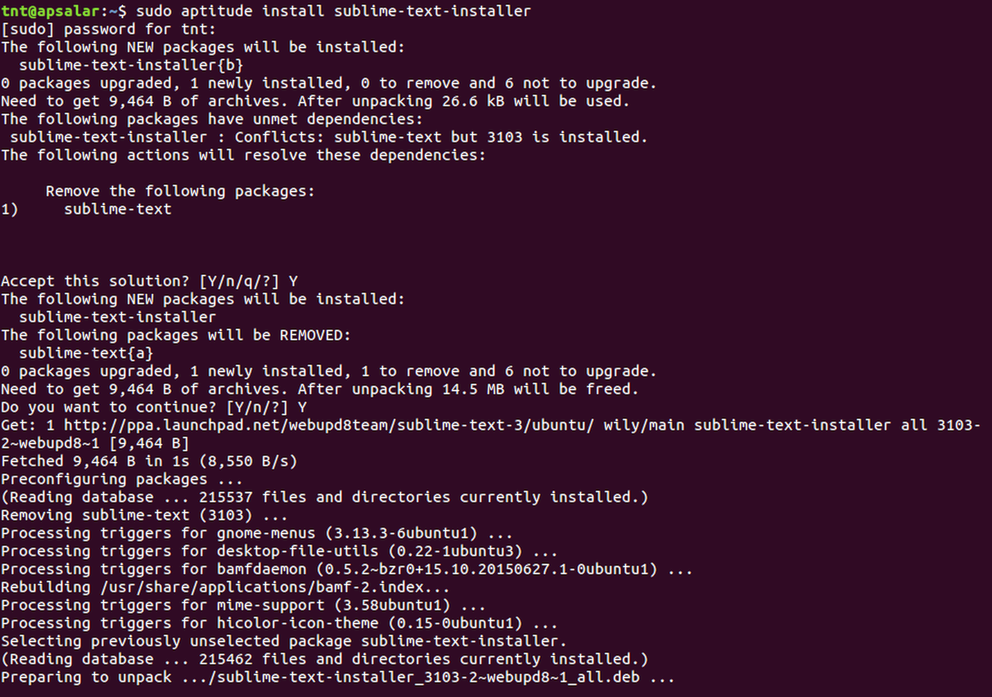 tnt@apsalar:~$ sudo aptitude install sublime-text-installer
[sudo] password for tnt:
The following NEW packages will be installed:
  sublime-text-installer{b}
0 packages upgraded, 1 newly installed, 0 to remove and 6 not to upgrade.
Need to get 9,464 B of archives. After unpacking 26.6 kB will be used.
The following packages have unmet dependencies:
 sublime-text-installer : Conflicts: sublime-text but 3103 is installed.
The following actions will resolve these dependencies:

     Remove the following packages:
1)     sublime-text

Accept this solution? [Y/n/q/?] Y
The following NEW packages will be installed:
  sublime-text-installer
The following packages will be REMOVED:
  sublime-text{a}
0 packages upgraded, 1 newly installed, 1 to remove and 6 not to upgrade.
Need to get 9,464 B of archives. After unpacking 14.5 MB will be freed.
Do you want to continue? [Y/n/?] Y
Get: 1 http://ppa.launchpad.net/webupd8team/sublime-text-3/ubuntu/ wily/main sublime-text-installer all 3103-
2~webupd8~1 [9,464 B]
Fetched 9,464 B in 1s (8,550 B/s)
Preconfiguring packages ...
(Reading database ... 215537 files and directories currently installed.)
Removing sublime-text (3103) ...
Processing triggers for gnome-menus (3.13.3-6ubuntu1) ...
Processing triggers for desktop-file-utils (0.22-1ubuntu3) ...
Processing triggers for bamfdaemon (0.5.2~bzr0+15.10.20150627.1-0ubuntu1) ...
Rebuilding /usr/share/applications/bamf-2.index...
Processing triggers for mime-support (3.58ubuntu1) ...
Processing triggers for hicolor-icon-theme (0.15-0ubuntu1) ...
Selecting previously unselected package sublime-text-installer.
(Reading database ... 215462 files and directories currently installed.)
Preparing to unpack .../sublime-text-installer_3103-2~webupd8~1_all.deb ...